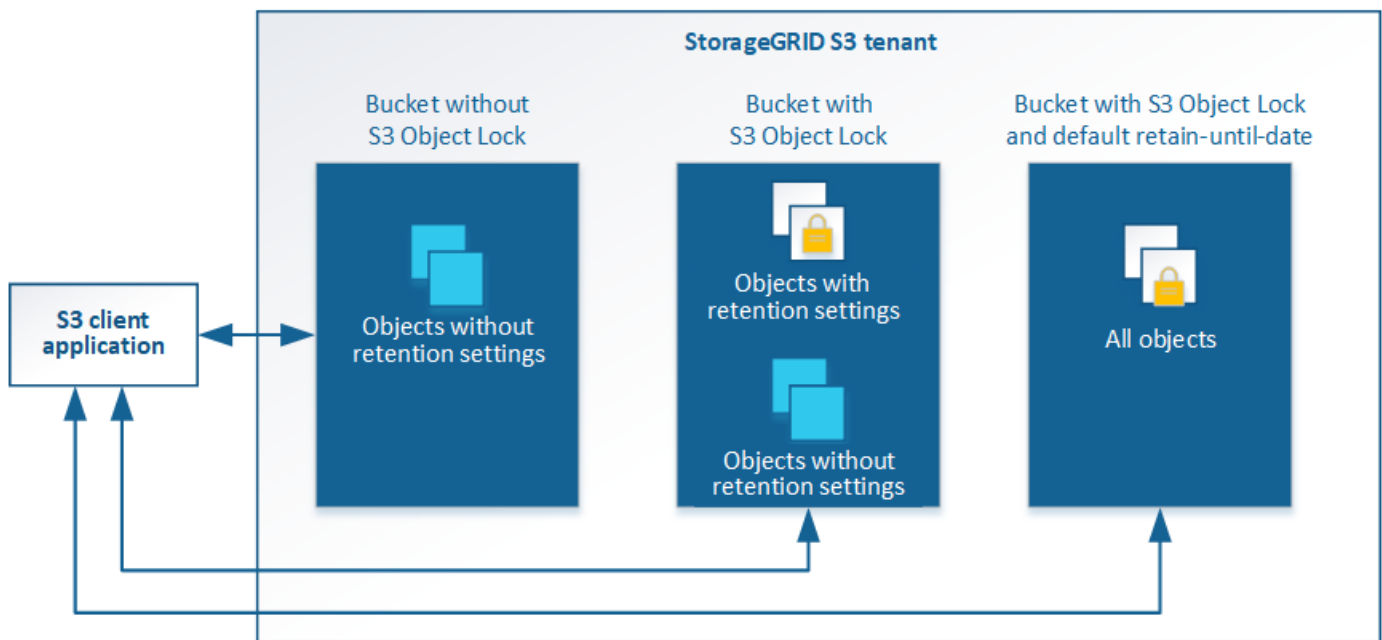 StorageGRID S3 tenant
Bucket without
S3 Object Lock
Bucket with
S3 Object Lock
Bucket with S3 Object Lock
and default retain-until-date
S3 client
application
Objects without
retention settings
Objects with
retention settings
Objects without
retention settings
All objects